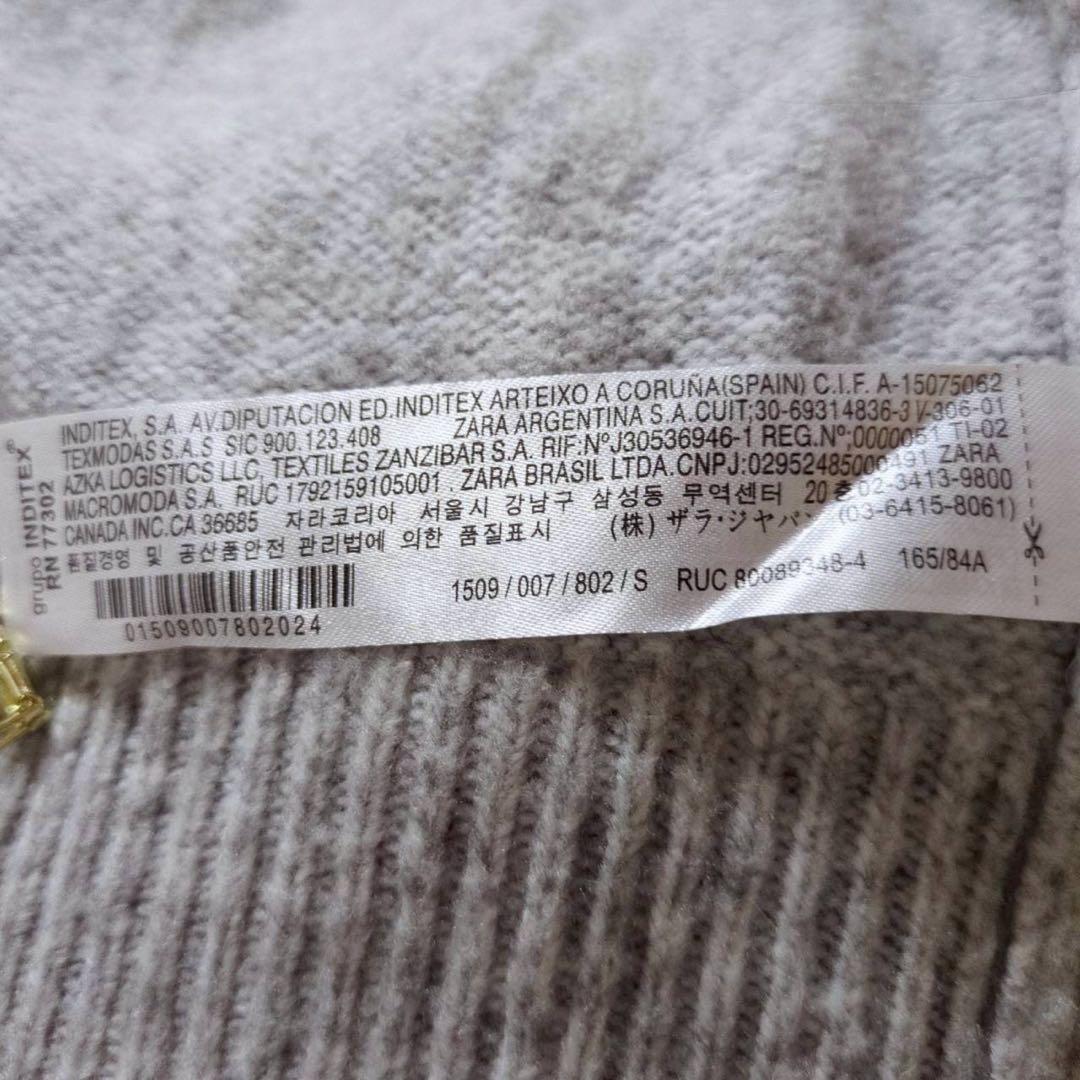 grupo INDITEX®
RN 77302
INDITEX, S.A. AV.DIPUTACION ED.INDITEX ARTEIXO A CORUÑA(SPAIN) C.I.F. A-15075062
TEXMODAS S.A.S SIC 900.123.408 ZARA ARGENTINA S.A.CUIT;30-69314836-3 V-306-01
AZKA LOGISTICS LLC, TEXTILES ZANZIBAR S.A. RIF:NºJ30536946-1 REG.Nº;0000051 TI-02
MACROMODA S.A. RUC 1792159105001 . ZARA BRASIL LTDA.CNPJ:02952485000491 ZARA
CANADA INC.CA 36685 자라코리아 서울시 강남구 삼성동 무역센터 20층 02-3413-9800
품질경영 및 공산품안전 관리법에 의한 품질표시 (株) ザラ・ジヤパン (03-6415-8061)
1509 / 007 / 802 / S RUC 80089348-4 165/84A
01509007802024